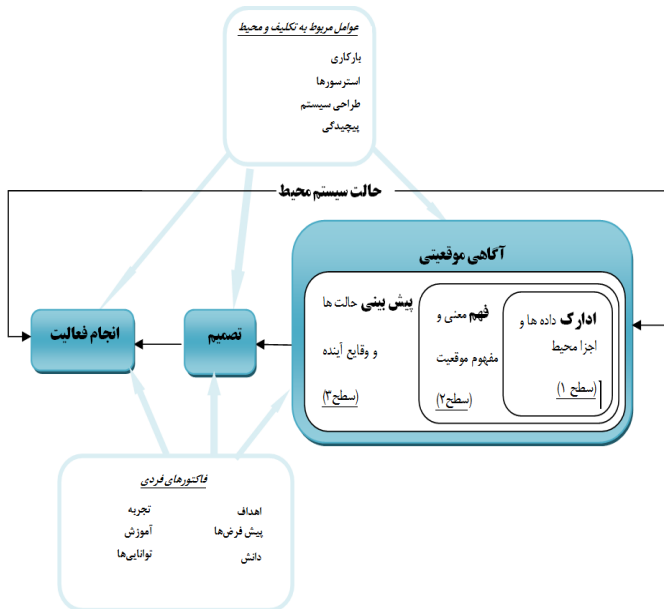 عوامل مربوط به تکلیف و محیط
بارکاری
استرسورها
طراحی سیستم
پیچیدگی
حالت سیستم محیط
آگاهی موقعیتی
ادارک داده ها و
اجزا محیط
(سطح ۱)
فهم معنی و
مفهوم موقعیت
(سطح۲)
پیش بینی حالت ها
و وقایع آینده
(سطح۳)
تصمیم
انجام فعالیت
فاکتورهای فردی
اهداف
پیش فرض‌ها
دانش
تجربه
آموزش
توانایی‌ها